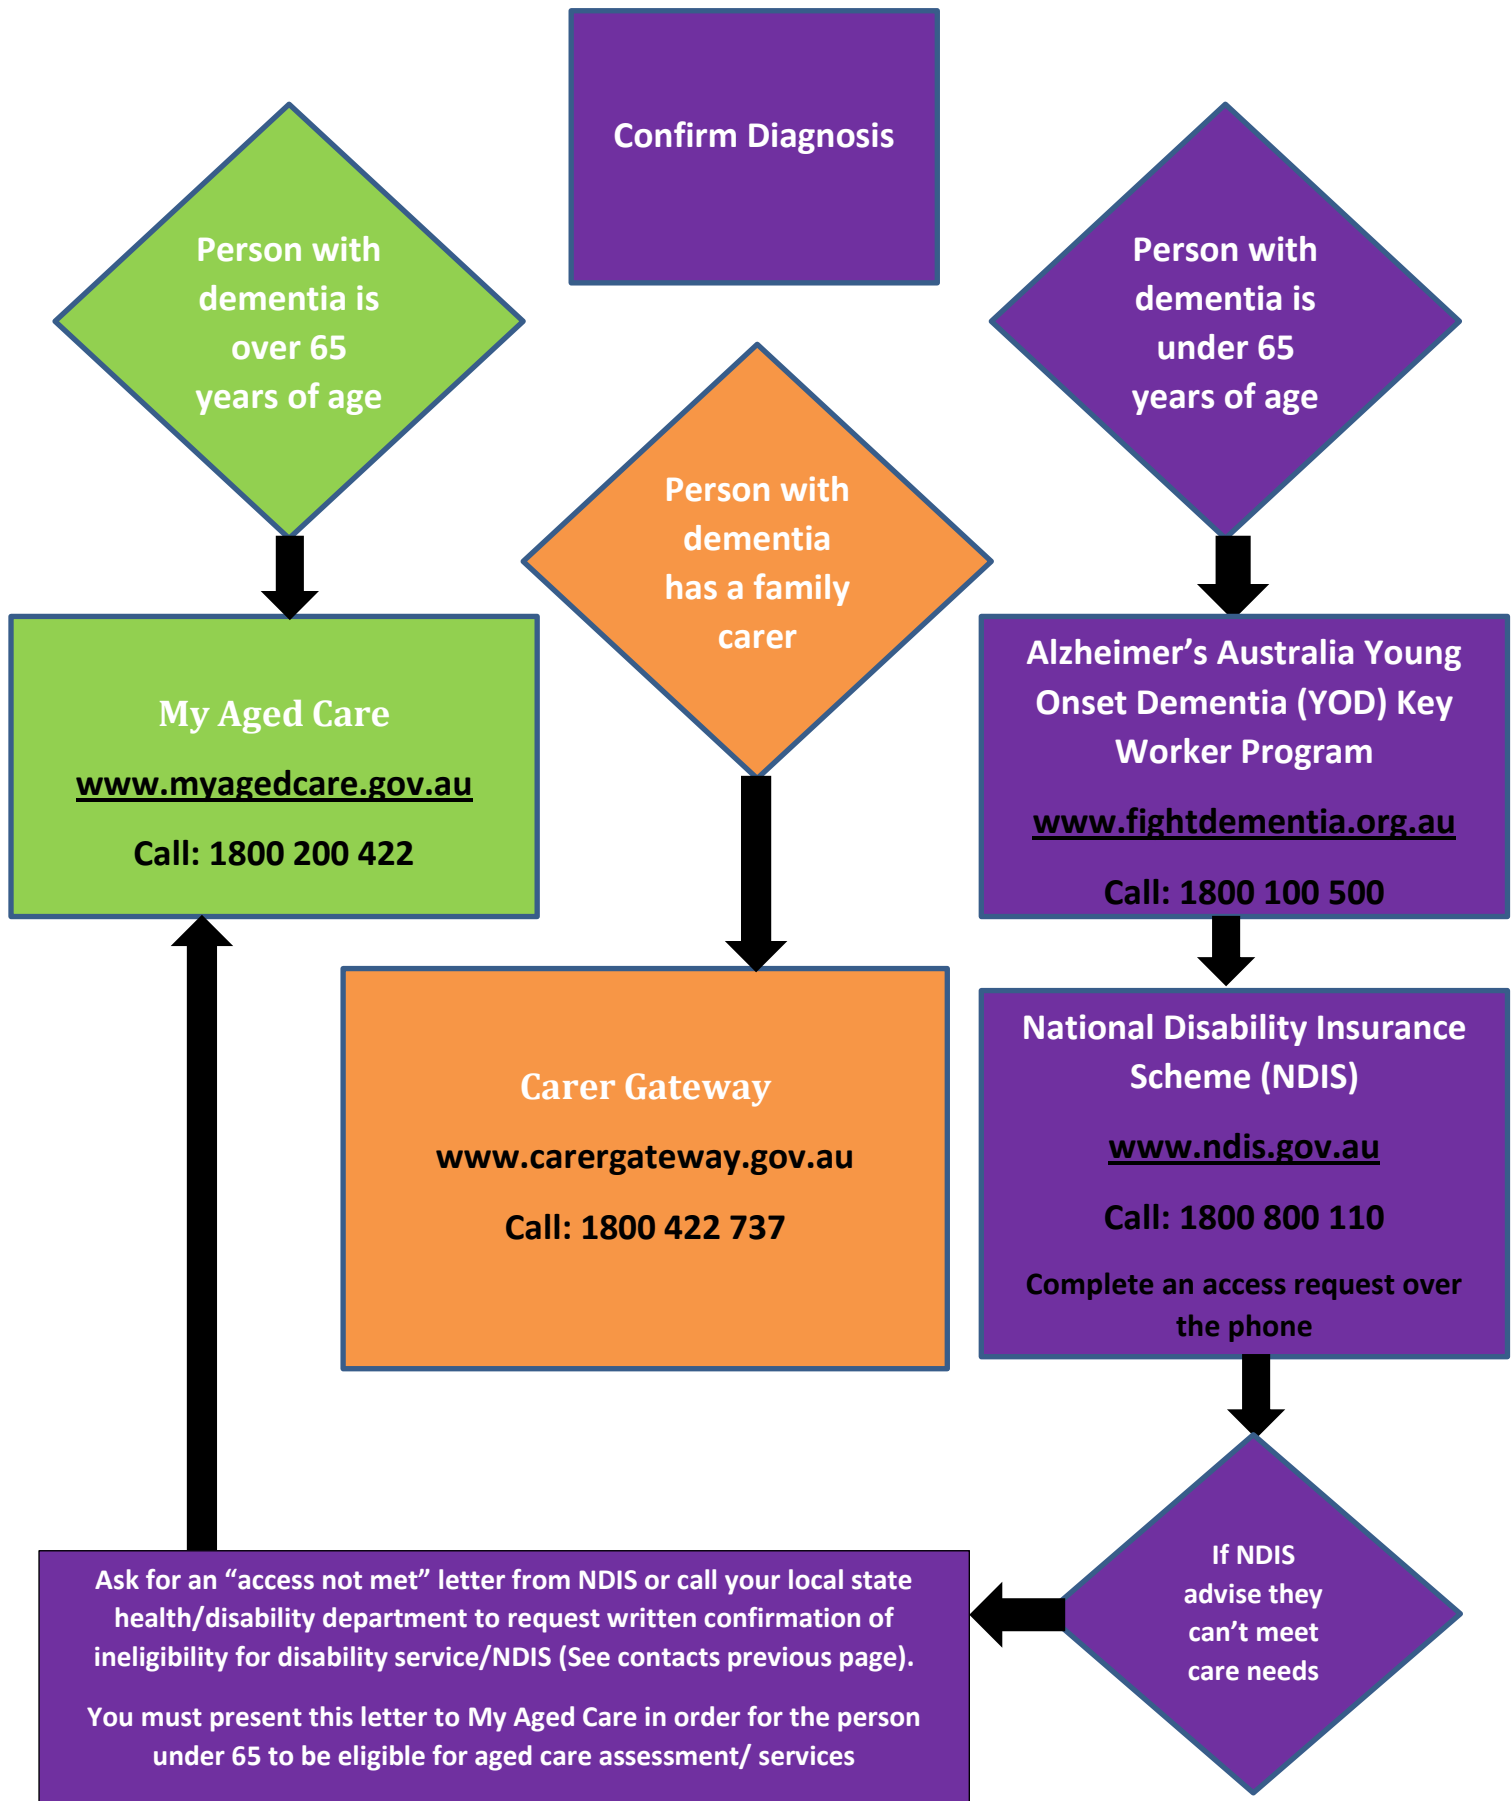 Confirm Diagnosis
Person with
dementia is
over 65
years of age
Person with
dementia is
under 65
years of age
Person with
dementia
has a family
carer
My Aged Care
www.myagedcare.gov.au
Call: 1800 200 422
Alzheimer’s Australia Young
Onset Dementia (YOD) Key
Worker Program
www.fightdementia.org.au
Call: 1800 100 500
Carer Gateway
www.carergateway.gov.au
Call: 1800 422 737
National Disability Insurance
Scheme (NDIS)
www.ndis.gov.au
Call: 1800 800 110
Complete an access request over
the phone
If NDIS
advise they
can’t meet
care needs
Ask for an “access not met” letter from NDIS or call your local state
health/disability department to request written confirmation of
ineligibility for disability service/NDIS (See contacts previous page).
You must present this letter to My Aged Care in order for the person
under 65 to be eligible for aged care assessment/ services